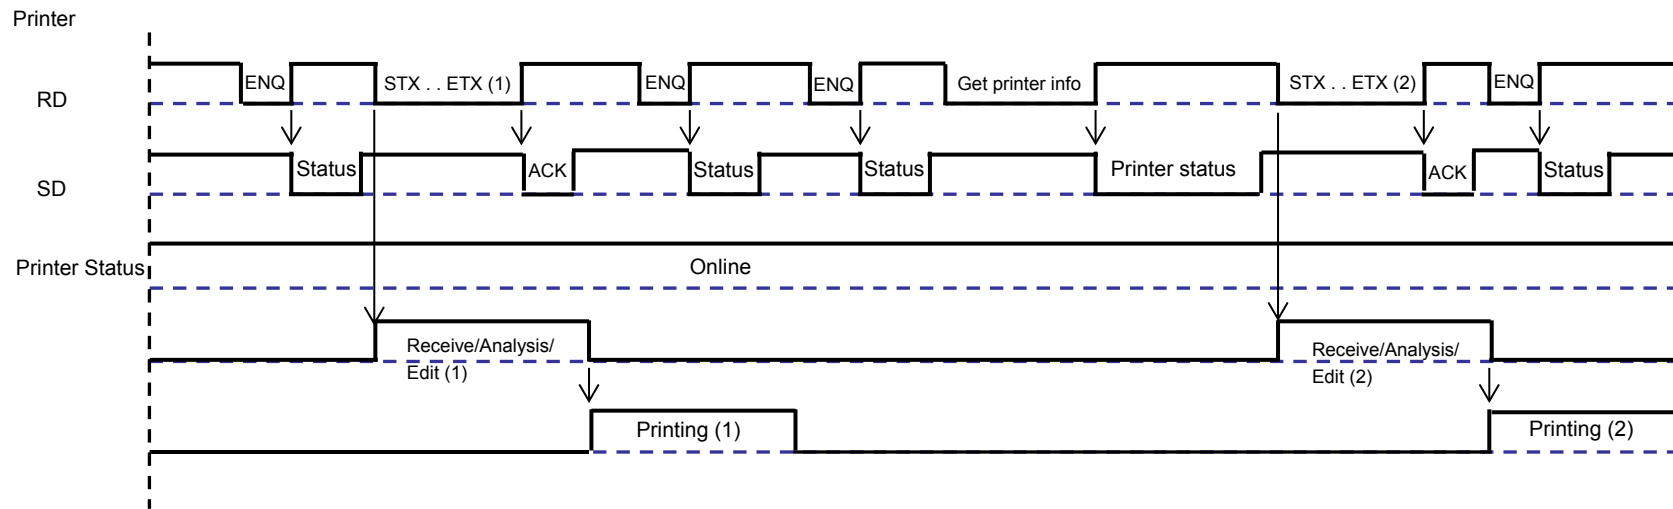 Printer
RD
ENQ
STX . . ETX (1)
ENQ
ENQ
Get printer info
STX . . ETX (2)
ENQ
SD
Status
ACK
Status
Status
Printer status
ACK
Status
Printer Status
Online
Receive/Analysis/
Edit (1)
Receive/Analysis/
Edit (2)
Printing (1)
Printing (2)